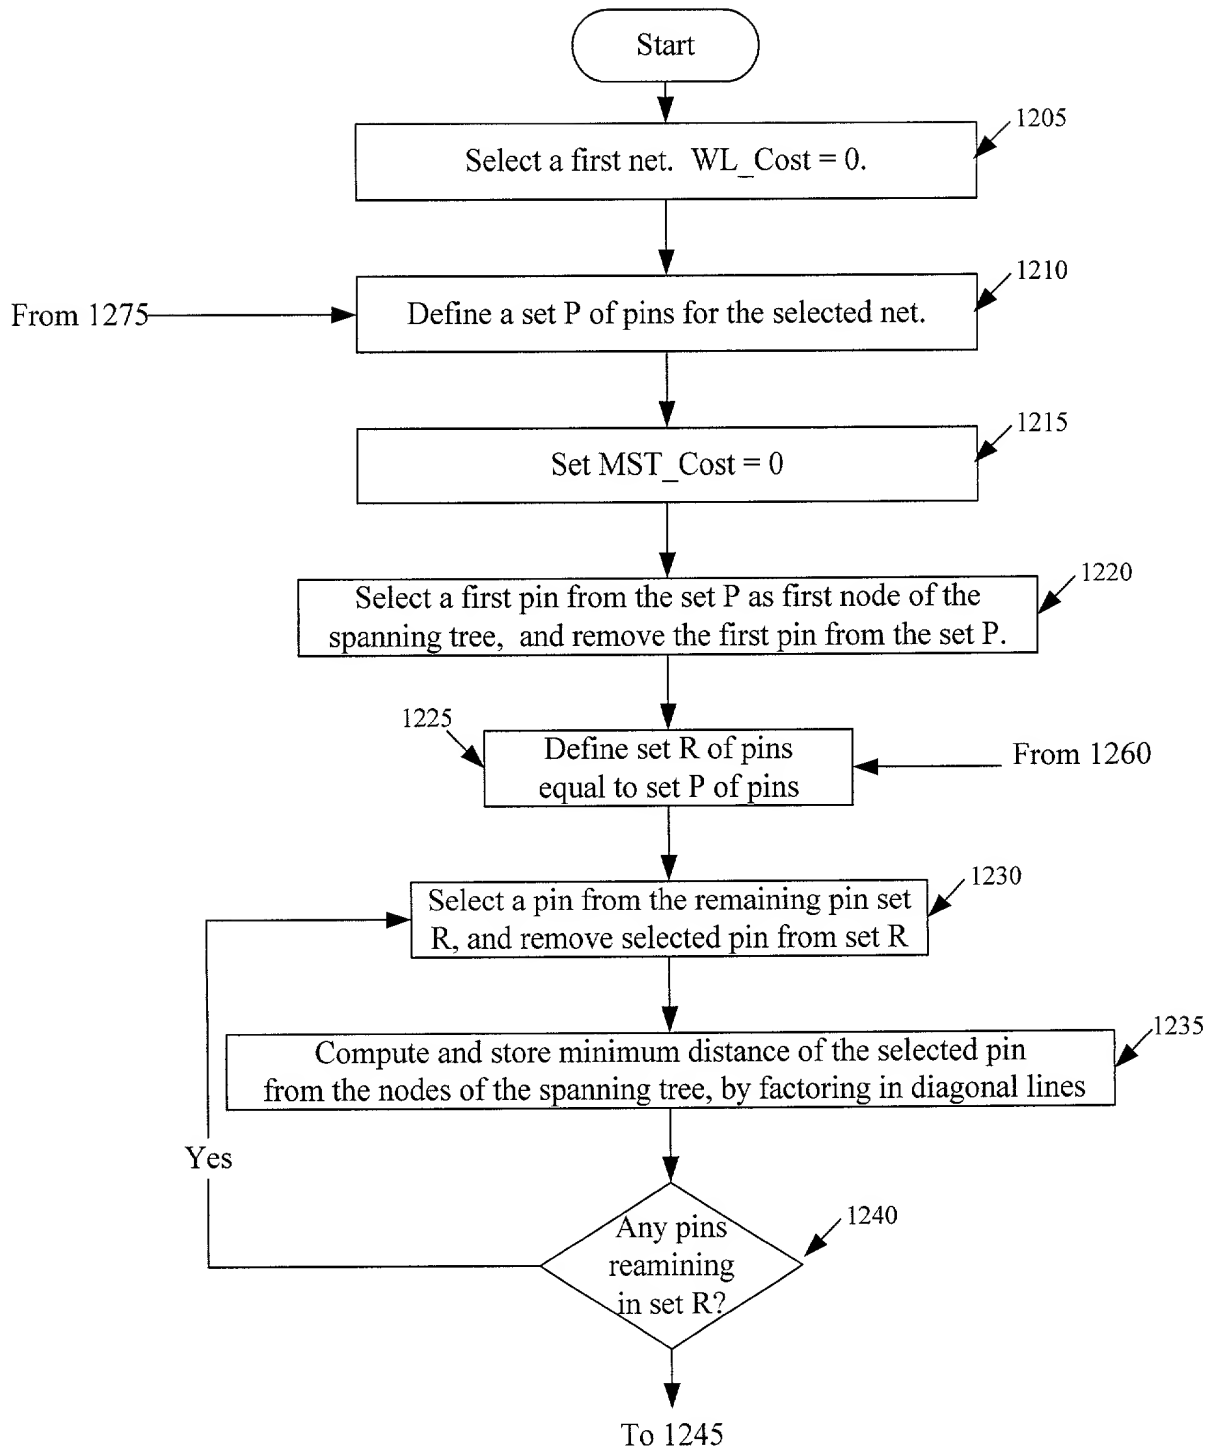 Start
1205
Select a first net. WL_Cost = 0.
1210
From 1275
Define a set P of pins for the selected net.
1215
Set MST_Cost = 0
1220
Select a first pin from the set P as first node of the
spanning tree, and remove the first pin from the set P.
1225
Define set R of pins
equal to set P of pins
From 1260
1230
Select a pin from the remaining pin set
R, and remove selected pin from set R
1235
Compute and store minimum distance of the selected pin
from the nodes of the spanning tree, by factoring in diagonal lines
Yes
1240
Any pins
reamining
in set R?
To 1245